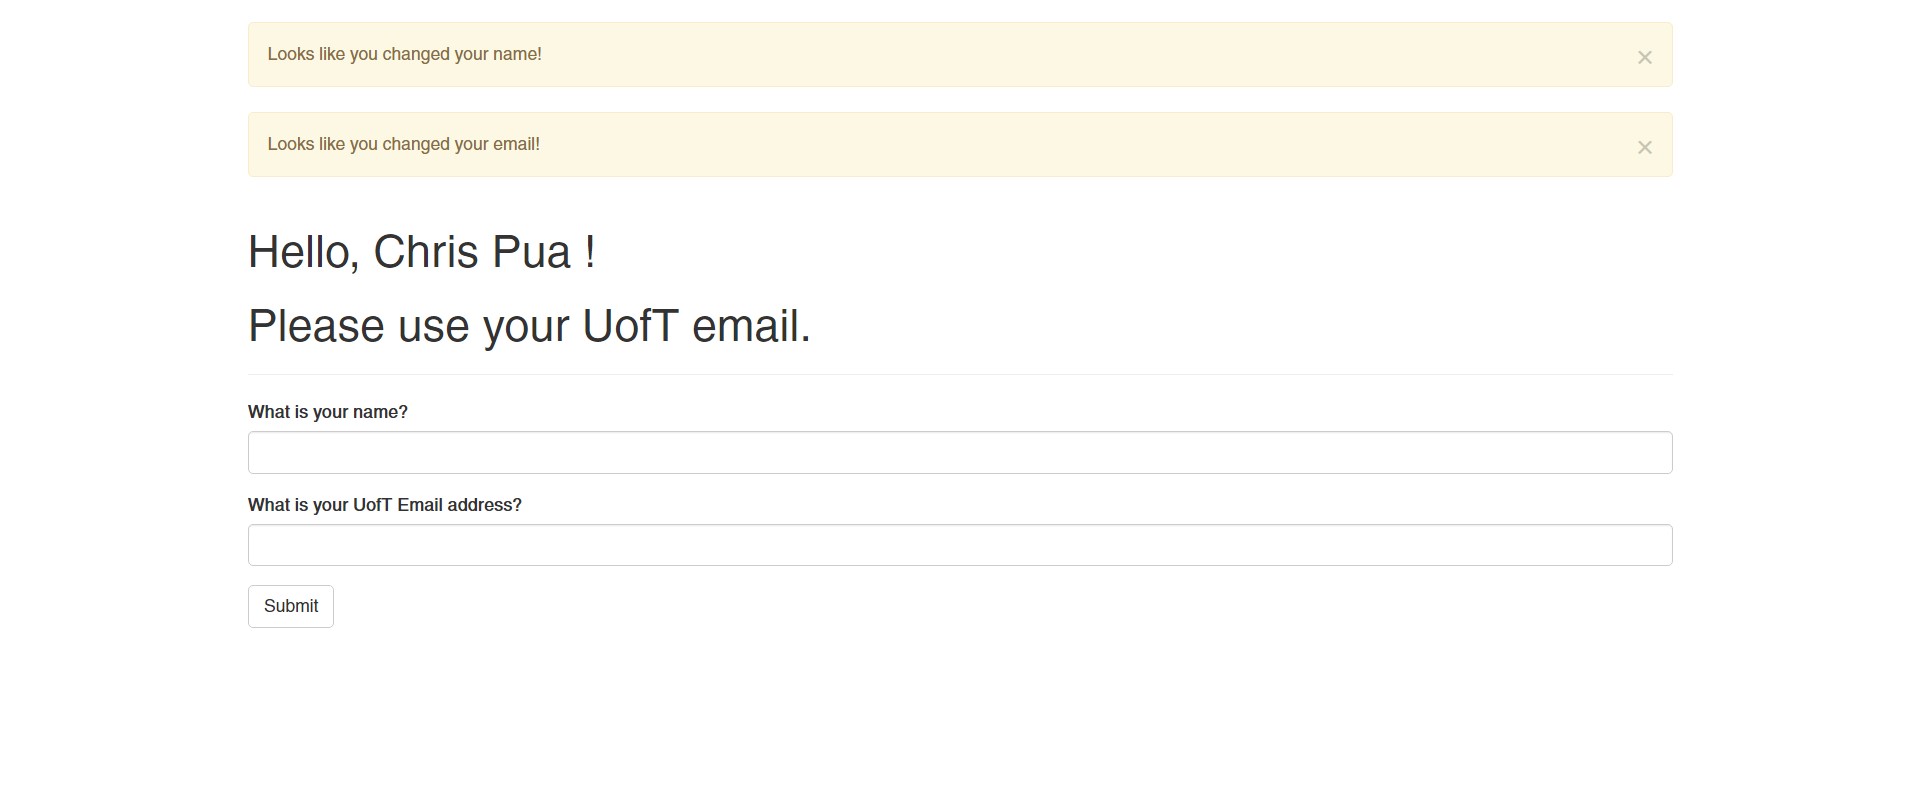 Looks like you changed your name!
×
Looks like you changed your email!
×
Hello, Chris Pua !
Please use your UofT email.
What is your name?
What is your UofT Email address?
Submit